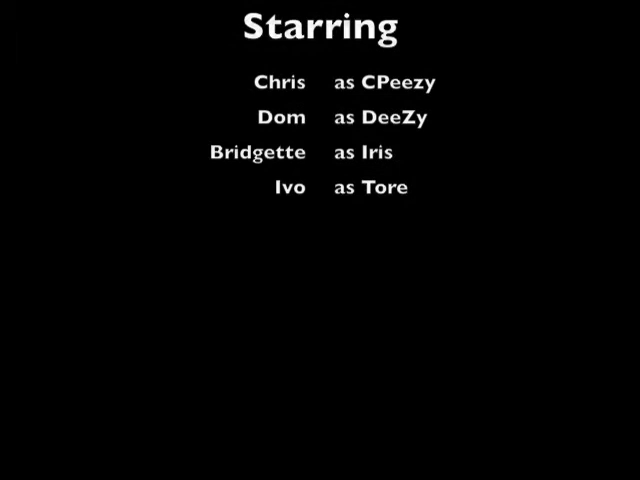 Starring
Chris as CPeezy
Dom as DeeZy
Bridgette as Iris
Ivo as Tore